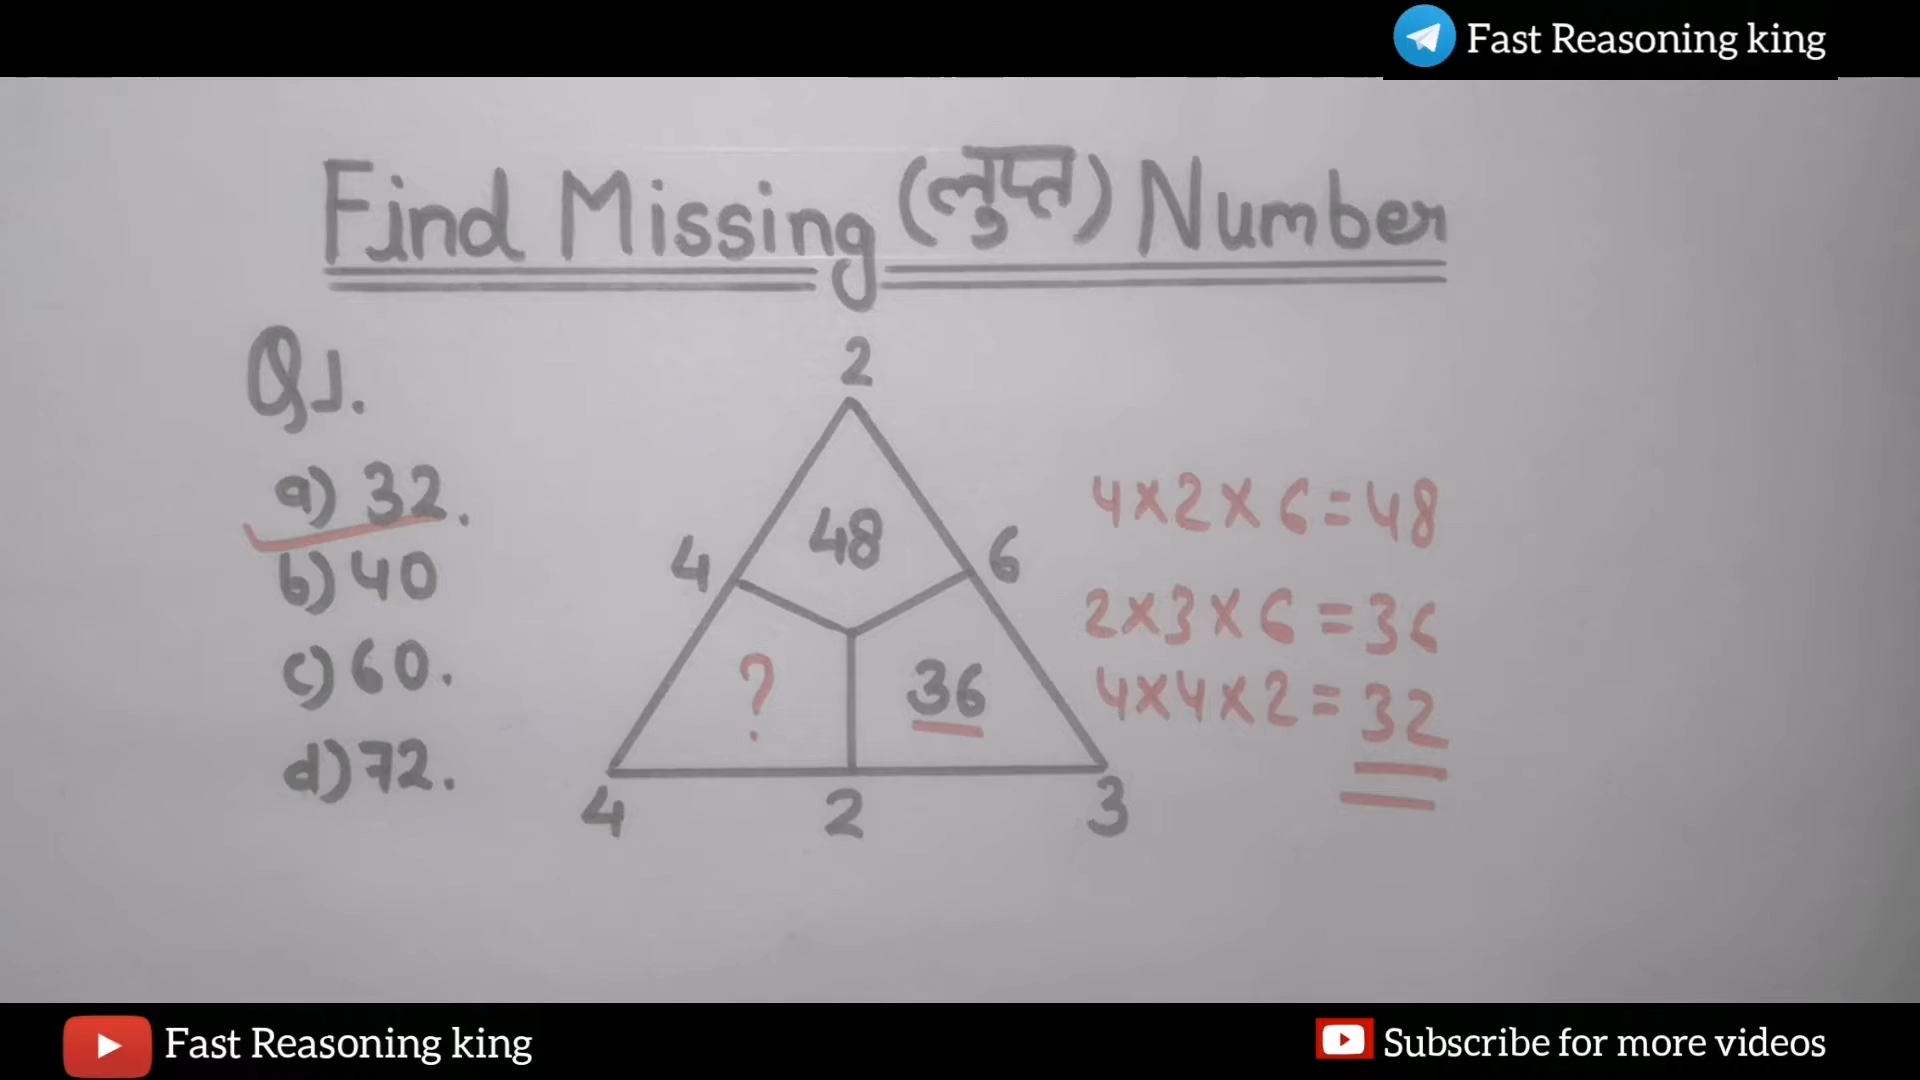 Fast Reasoning king
Find Missing (लुप्त) Number
Q1.
2
a) 32.
b) 40
c) 60.
d) 72.
48
4
6
?
36
4
2
3
4×2×6=48
2×3×6=36
4×4×2=32
Fast Reasoning king
Subscribe for more videos